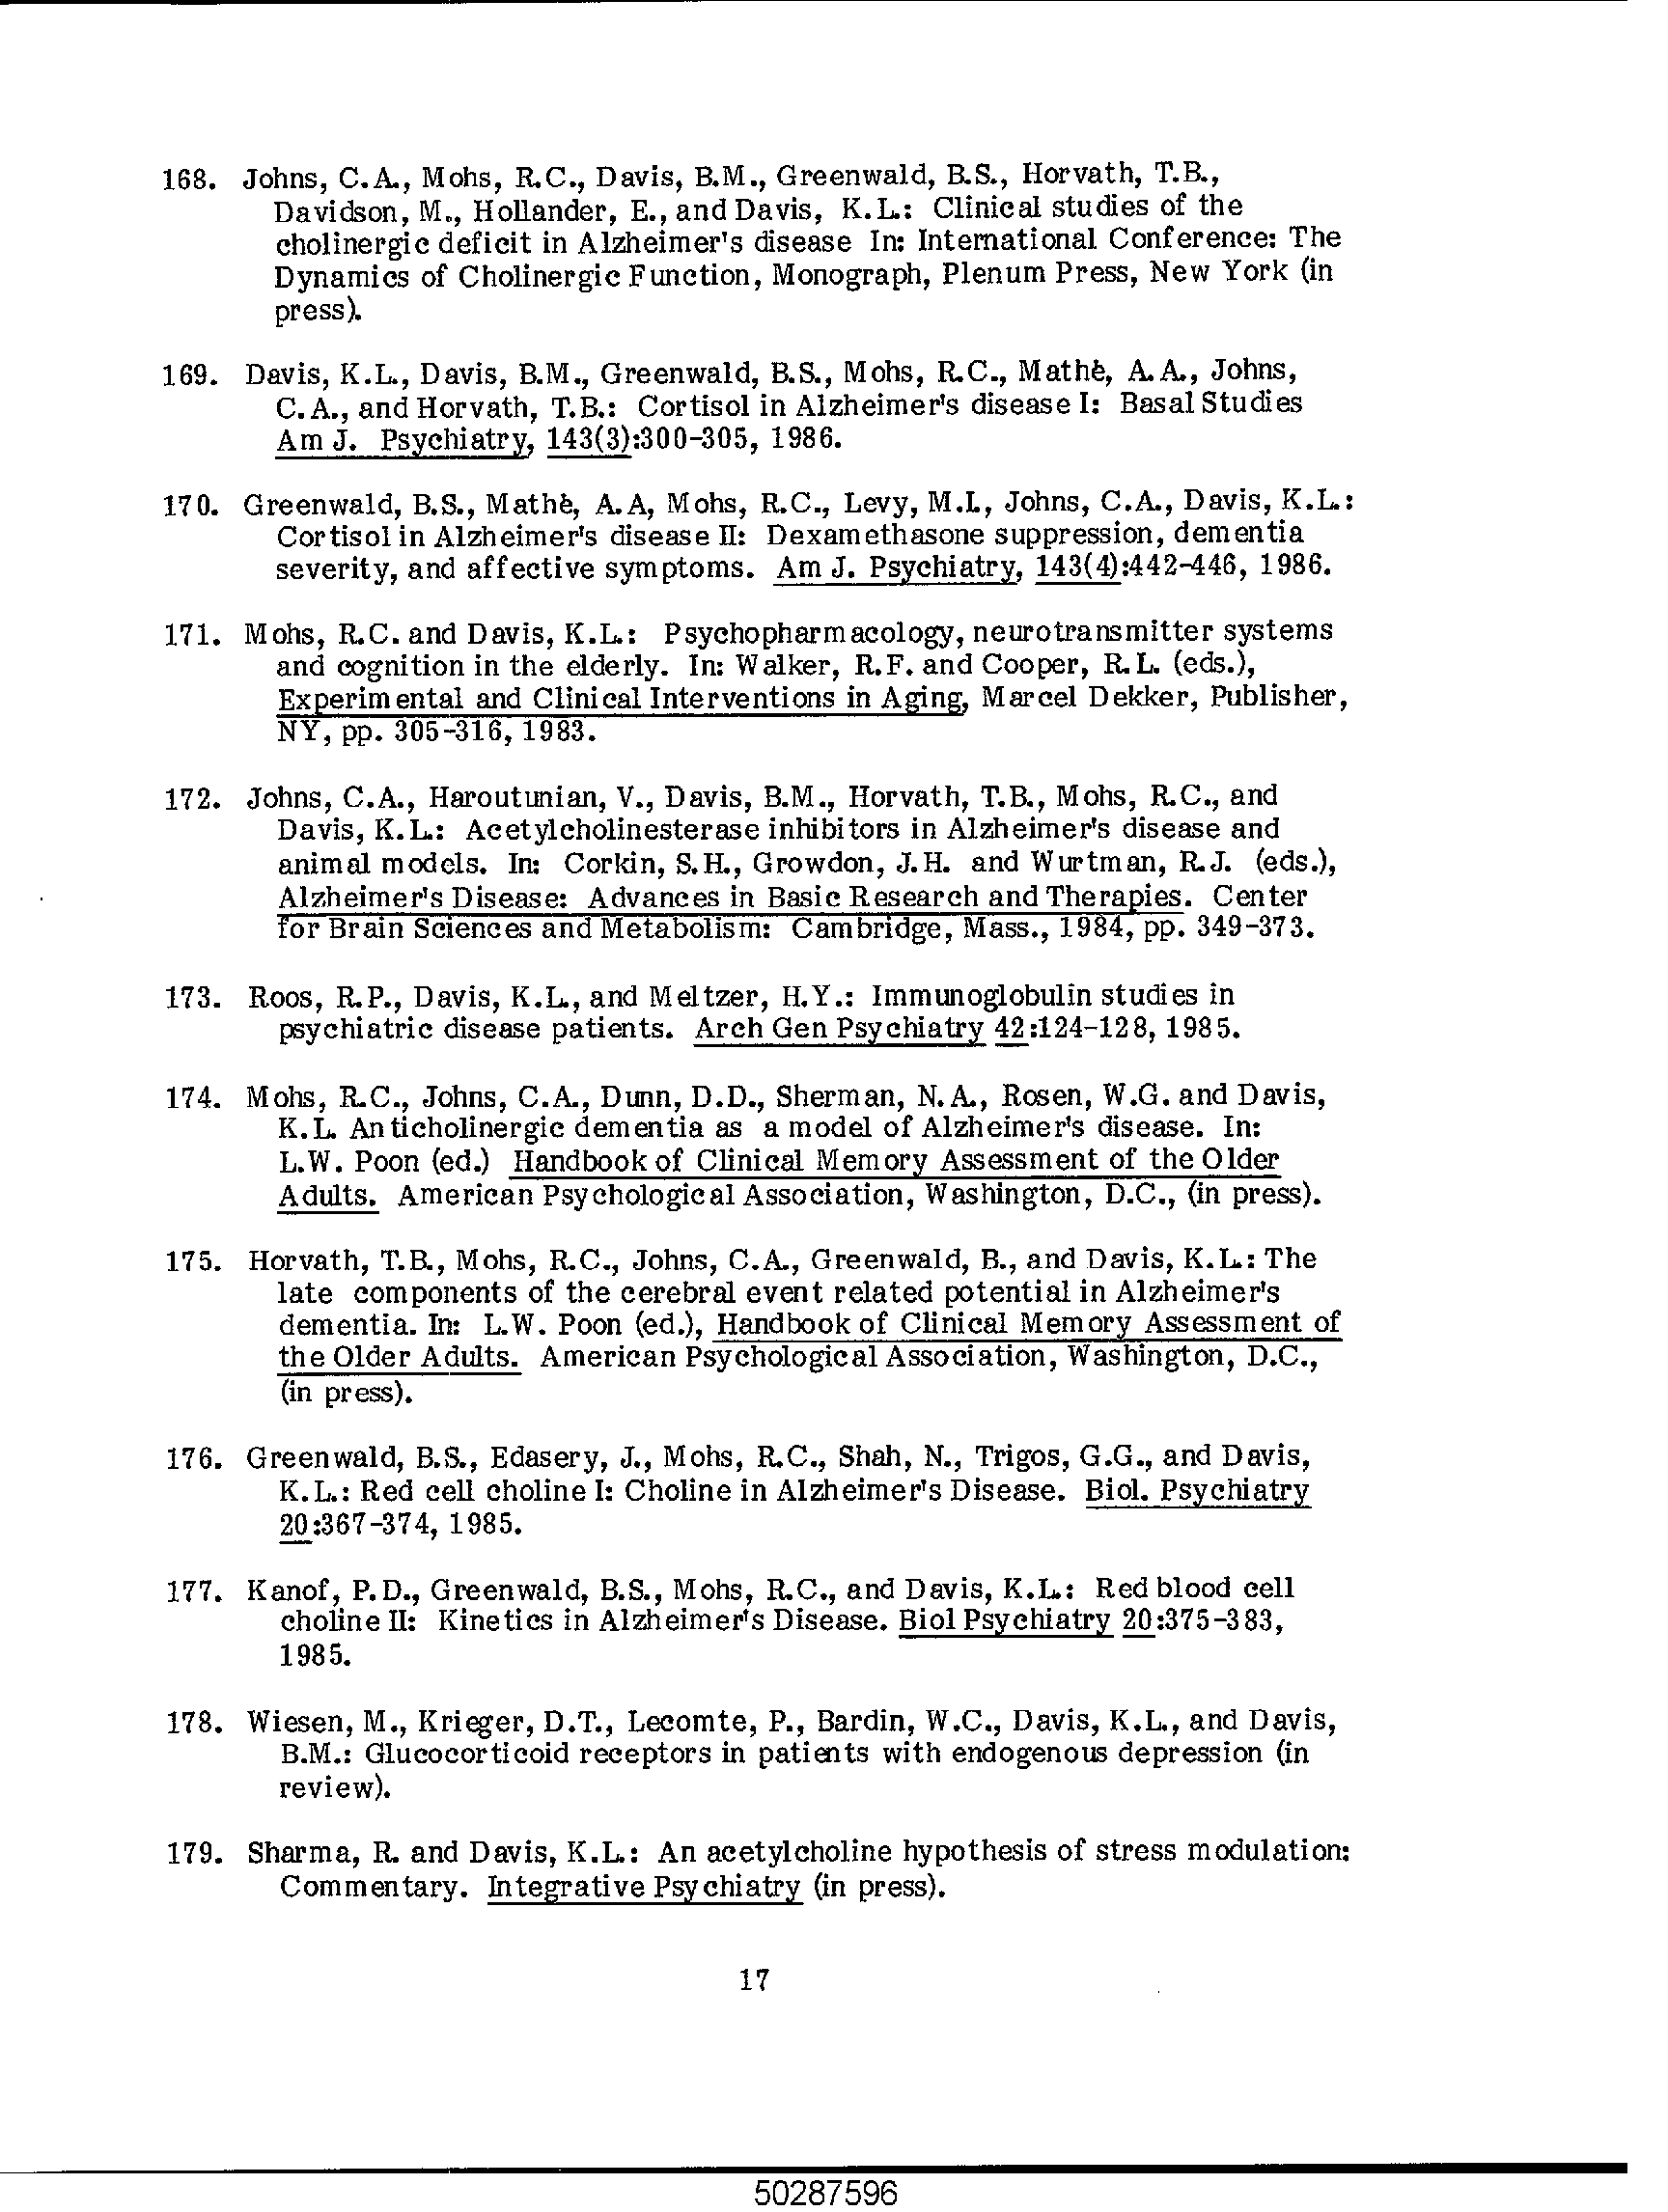 168. Johns, C.A., Mohs, R.C., Davis, B.M., Greenwald, B.S., Horvath, T.B.,
Davidson, M., Hollander, E., and Davis, K.L.: Clinical studies of the
cholinergic deficit in Alzheimer's disease In: International Conference: The
Dynamics of Cholinergic Function, Monograph, Plenum Press, New York (in
press).
169. Davis, K.L., Davis, B.M., Greenwald, B.S., Mohs, R.C., Mathè, A.A., Johns,
C.A., and Horvath, T.B.: Cortisol in Alzheimer's disease I: Basal Studies
Am J. Psychiatry, 143(3):300-305, 1986.
170. Greenwald, B.S., Mathè, A.A, Mohs, R.C., Levy, M.I., Johns, C.A., Davis, K.L.:
Cortisol in Alzheimer's disease II: Dexamethasone suppression, dementia
severity, and affective symptoms. Am J. Psychiatry, 143(4):442-446, 1986.
171. Mohs, R.C. and Davis, K.L.: Psychopharmacology, neurotransmitter systems
and cognition in the elderly. In: Walker, R.F. and Cooper, R.L. (eds.),
Experimental and Clinical Interventions in Aging, Marcel Dekker, Publisher,
NY, pp. 305-316, 1983.
172. Johns, C.A., Haroutunian, V., Davis, B.M., Horvath, T.B., Mohs, R.C., and
Davis, K.L.: Acetylcholinesterase inhibitors in Alzheimer's disease and
animal models. In: Corkin, S.H., Growdon, J.H. and Wurtman, R.J. (eds.),
Alzheimer's Disease: Advances in Basic Research and Therapies. Center
for Brain Sciences and Metabolism: Cambridge, Mass., 1984, pp. 349-373.
173. Roos, R.P., Davis, K.L., and Meltzer, H.Y.: Immunoglobulin studies in
psychiatric disease patients. Arch Gen Psychiatry 42:124-128, 1985.
174. Mohs, R.C., Johns, C.A., Dunn, D.D., Sherman, N.A., Rosen, W.G. and Davis,
K.L. Anticholinergic dementia as a model of Alzheimer's disease. In:
L.W. Poon (ed.) Handbook of Clinical Memory Assessment of the Older
Adults. American Psychological Association, Washington, D.C., (in press).
175. Horvath, T.B., Mohs, R.C., Johns, C.A., Greenwald, B., and Davis, K.L.: The
late components of the cerebral event related potential in Alzheimer's
dementia. In: L.W. Poon (ed.), Handbook of Clinical Memory Assessment of
the Older Adults. American Psychological Association, Washington, D.C.,
(in press).
176. Greenwald, B.S., Edasery, J., Mohs, R.C., Shah, N., Trigos, G.G., and Davis,
K.L.: Red cell choline I: Choline in Alzheimer's Disease. Biol. Psychiatry
20:367-374, 1985.
177. Kanof, P.D., Greenwald, B.S., Mohs, R.C., and Davis, K.L.: Red blood cell
choline II: Kinetics in Alzheimer's Disease. Biol Psychiatry 20:375-383,
1985.
178. Wiesen, M., Krieger, D.T., Lecomte, P., Bardin, W.C., Davis, K.L., and Davis,
B.M.: Glucocorticoid receptors in patients with endogenous depression (in
review).
179. Sharma, R. and Davis, K.L.: An acetylcholine hypothesis of stress modulation:
Commentary. Integrative Psychiatry (in press).
17
50287596